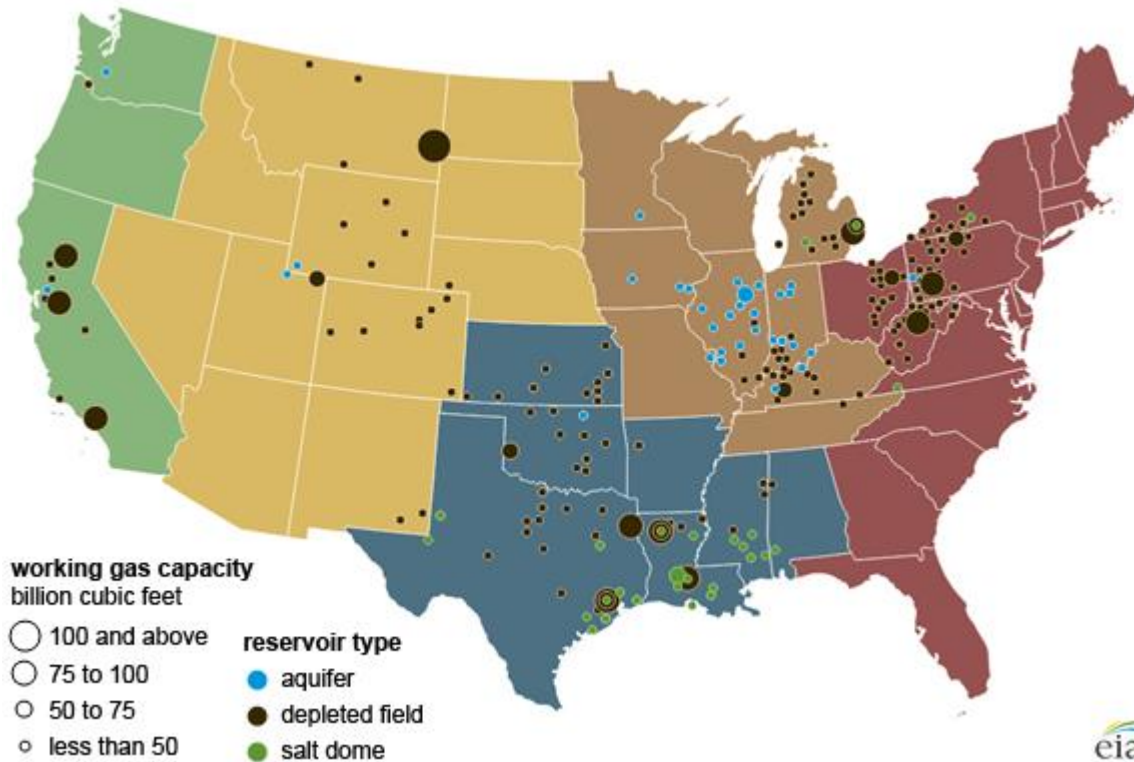 working gas capacity
billion cubic feet
100 and above
75 to 100
50 to 75
less than 50
reservoir type
aquifer
depleted field
salt dome
eia